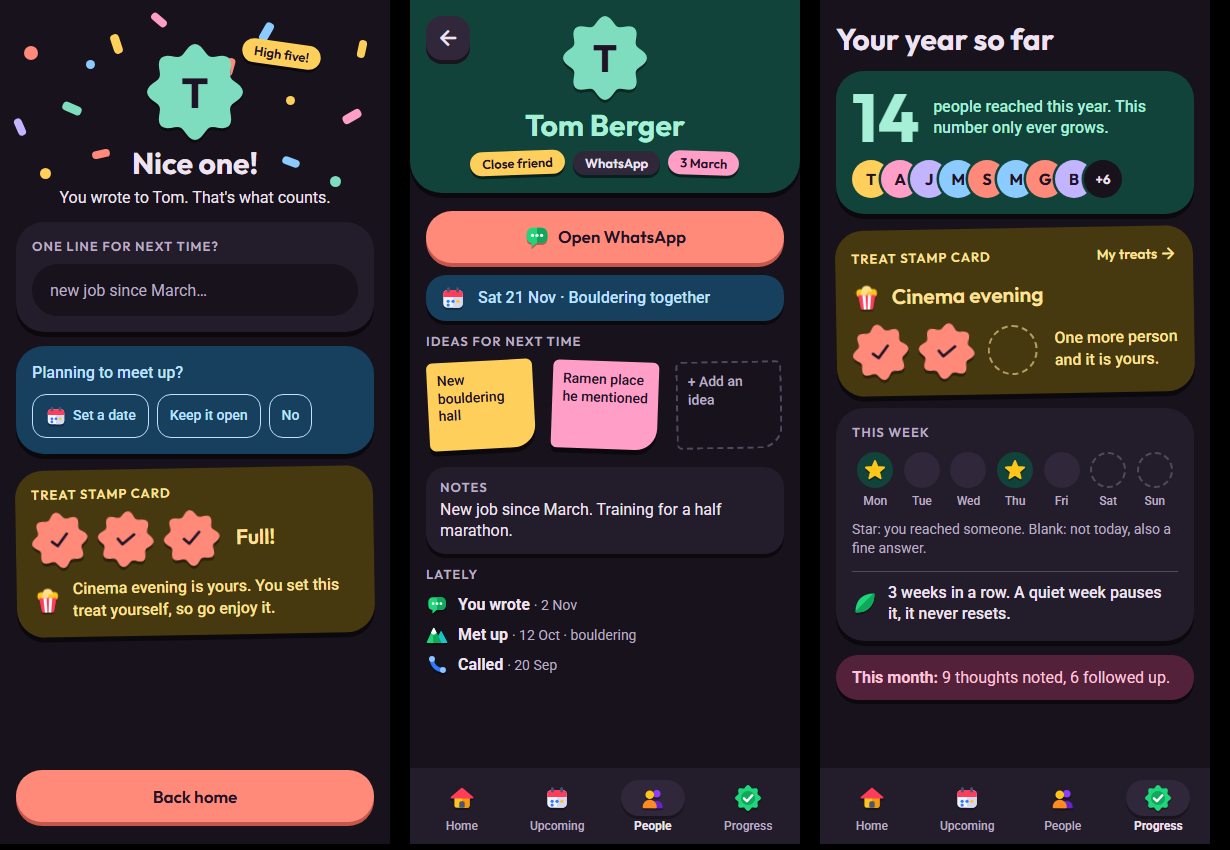 High five!
T
Nice one!
You wrote to Tom. That's what counts.
ONE LINE FOR NEXT TIME?
new job since March…
Planning to meet up?
Set a date
Keep it open
No
TREAT STAMP CARD
Full!
Cinema evening is yours. You set this
treat yourself, so go enjoy it.
Back home
T
Tom Berger
Close friend
WhatsApp
3 March
Open WhatsApp
Sat 21 Nov · Bouldering together
IDEAS FOR NEXT TIME
New
bouldering
hall
Ramen place
he mentioned
+ Add an
idea
NOTES
New job since March. Training for a half
marathon.
LATELY
You wrote · 2 Nov
Met up · 12 Oct · bouldering
Called · 20 Sep
Home
Upcoming
People
Progress
Your year so far
14
people reached this year. This
number only ever grows.
T A J M S M G B +6
TREAT STAMP CARD
My treats →
Cinema evening
One more person
and it is yours.
THIS WEEK
Mon Tue Wed Thu Fri Sat Sun
Star: you reached someone. Blank: not today, also a
fine answer.
3 weeks in a row. A quiet week pauses
it, it never resets.
This month: 9 thoughts noted, 6 followed up.
Home
Upcoming
People
Progress